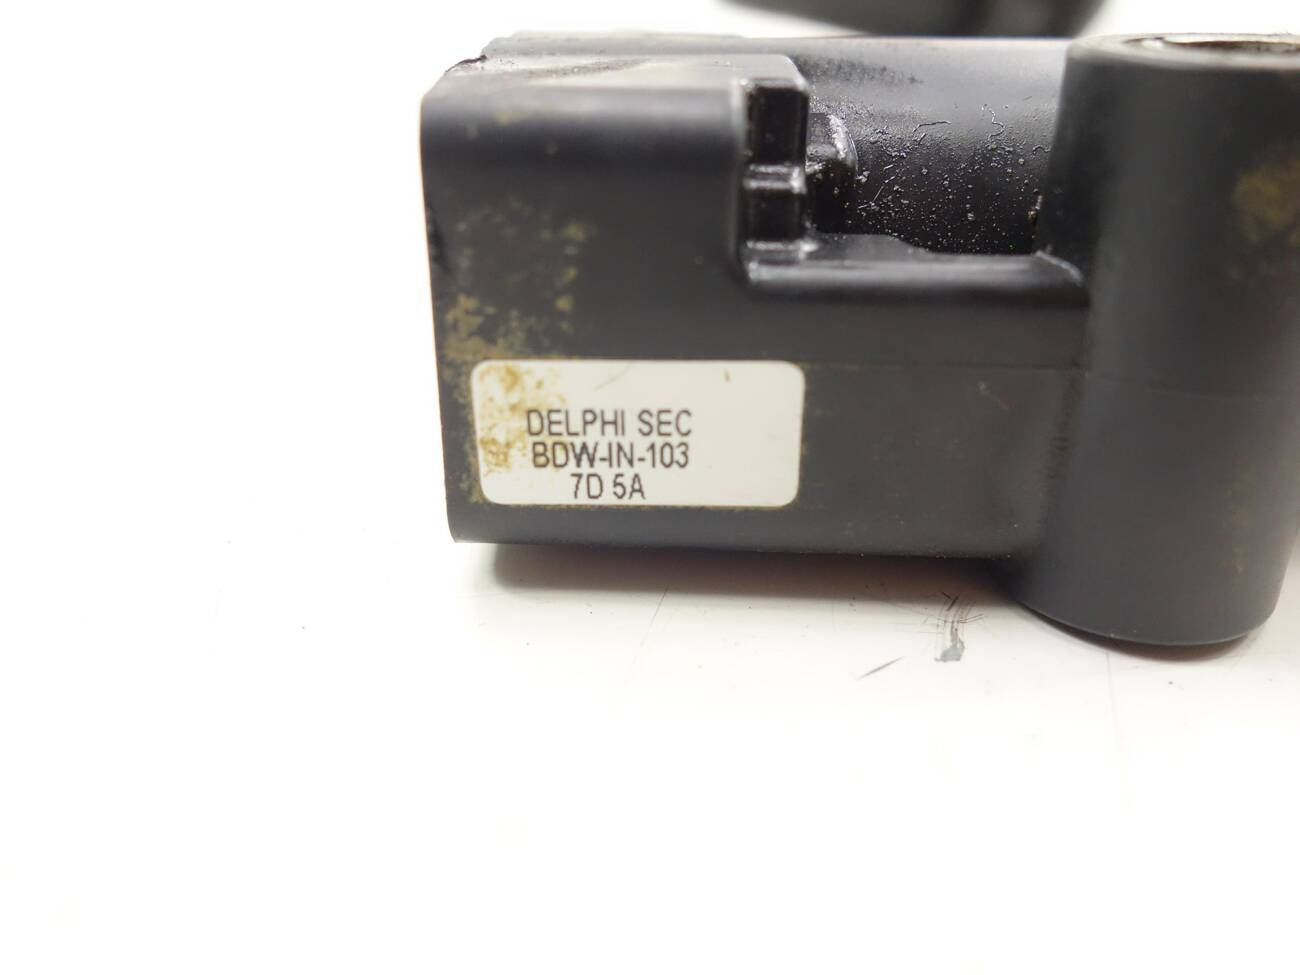 DELPHI SEC
BDW-IN-103
7D 5A